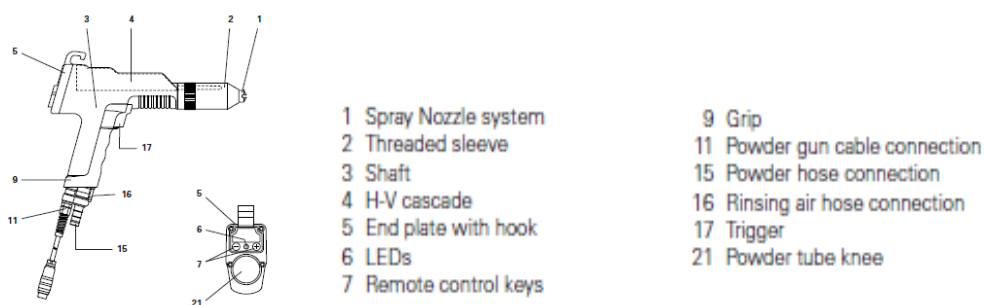 3
4
2
1
5
17
9
16
11
15
5
6
7
21
1 Spray Nozzle system
2 Threaded sleeve
3 Shaft
4 H-V cascade
5 End plate with hook
6 LEDs
7 Remote control keys
9 Grip
11 Powder gun cable connection
15 Powder hose connection
16 Rinsing air hose connection
17 Trigger
21 Powder tube knee